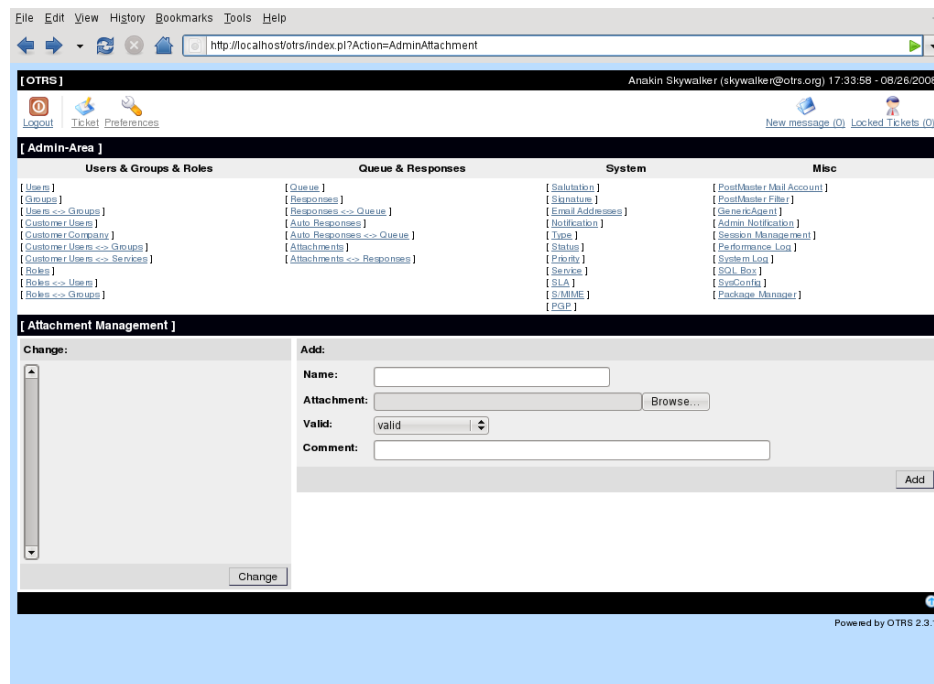 File Edit View History Bookmarks Tools Help
http://localhost/otrs/index.pl?Action=AdminAttachment
[ OTRS ] Anakin Skywalker (skywalker@otrs.org) 17:33:58 - 08/26/2008
Logout Ticket Preferences New message (0) Locked Tickets (0)
[ Admin-Area ]
Users & Groups & Roles Queue & Responses System Misc
[ Users ] [ Queue ] [ Salutation ] [ PostMaster Mail Account ]
[ Groups ] [ Responses ] [ Signature ] [ PostMaster Filter ]
[ Users <-> Groups ] [ Responses <-> Queue ] [ Email Addresses ] [ GenericAgent ]
[ Customer Users ] [ Auto Responses ] [ Notification ] [ Admin Notification ]
[ Customer Company ] [ Auto Responses <-> Queue ] [ Type ] [ Session Management ]
[ Customer Users <-> Groups ] [ Attachments ] [ Status ] [ Performance Log ]
[ Customer Users <-> Services ] [ Attachments <-> Responses ] [ Priority ] [ System Log ]
[ Roles ] [ Service ] [ SQL Box ]
[ Roles <-> Users ] [ SLA ] [ SysConfig ]
[ Roles <-> Groups ] [ S/MIME ] [ Package Manager ]
[ PGP ]
[ Attachment Management ]
Change: Add:
Name:
Attachment: Browse...
Valid: valid
Comment:
Add
Change
Powered by OTRS 2.3.